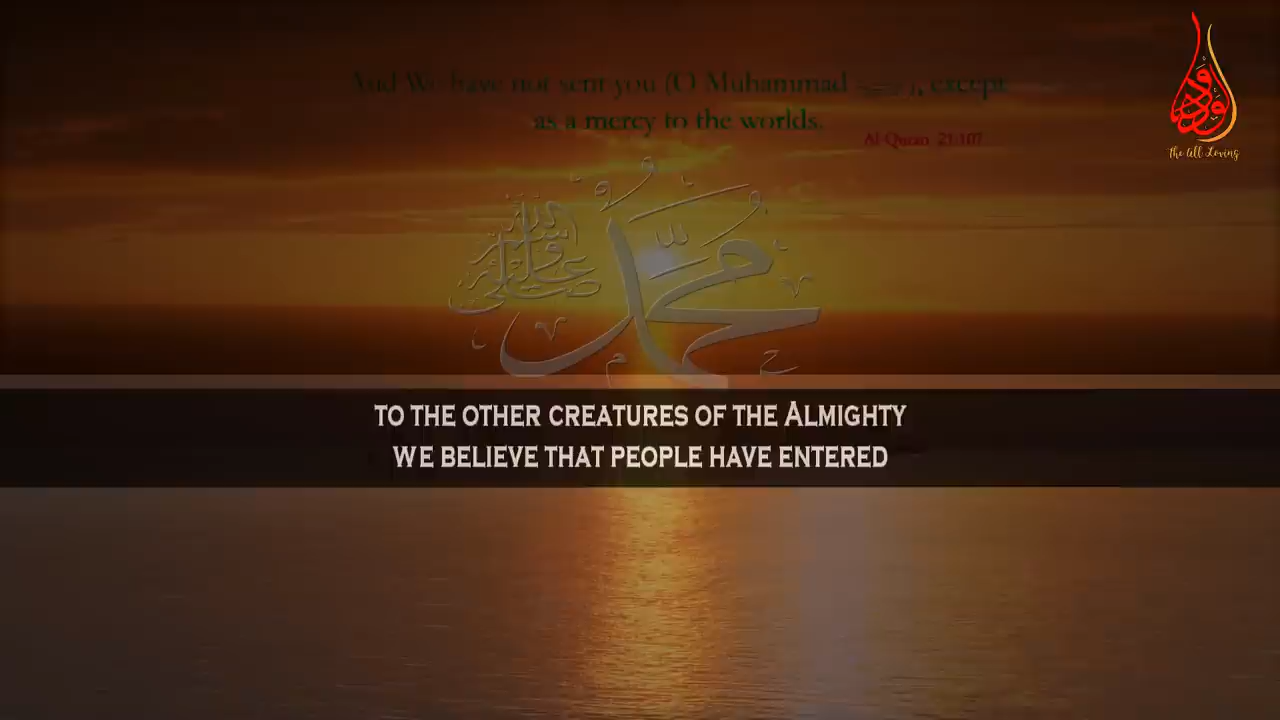 And We have not sent you (O Muhammad ), except
as a mercy to the worlds.
Al-Quran 21:107
محمد
صلى الله عليه وسلم
الودود
The All Loving
TO THE OTHER CREATURES OF THE ALMIGHTY
WE BELIEVE THAT PEOPLE HAVE ENTERED